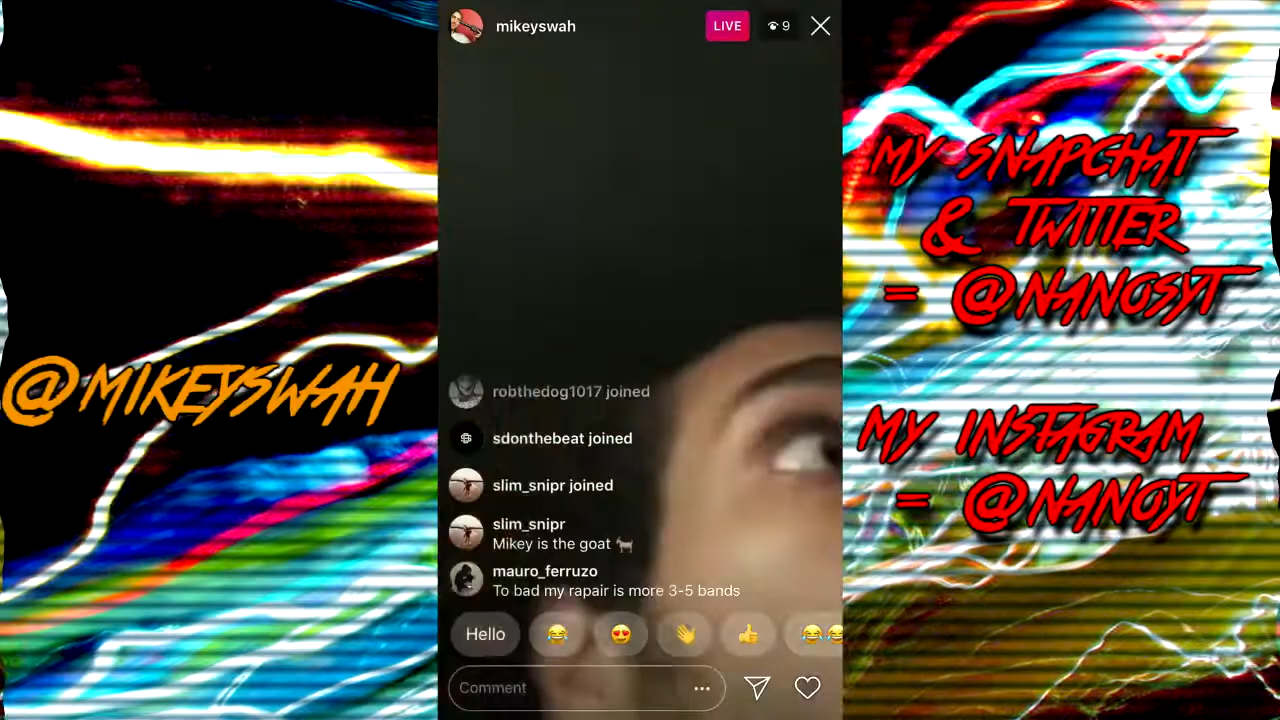 mikeyswah
LIVE
9
@MIKEYSWAH
MY SNAPCHAT
& TWITTER
= @NANOSYT
MY INSTAGRAM
= @NANOYT
robthedog1017 joined
sdonthebeat joined
slim_snipr joined
slim_snipr
Mikey is the goat 🐐
mauro_ferruzo
To bad my rapair is more 3-5 bands
Hello
Comment